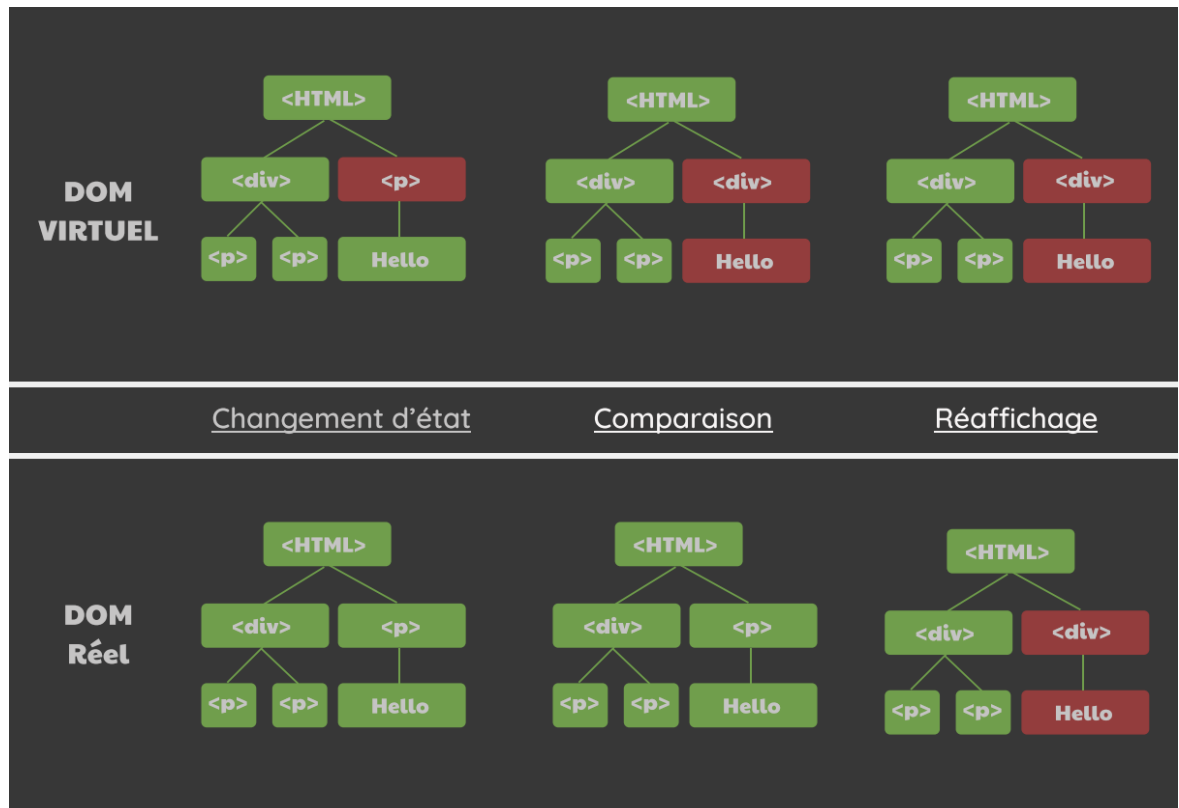 <HTML> <HTML> <HTML>
DOM
VIRTUEL
<div> <p> <div> <div> <div> <div>
<p> <p> Hello <p> <p> Hello <p> <p> Hello
Changement d’état Comparaison Réaffichage
<HTML> <HTML> <HTML>
DOM
Réel
<div> <p> <div> <p> <div> <div>
<p> <p> Hello <p> <p> Hello <p> <p> Hello